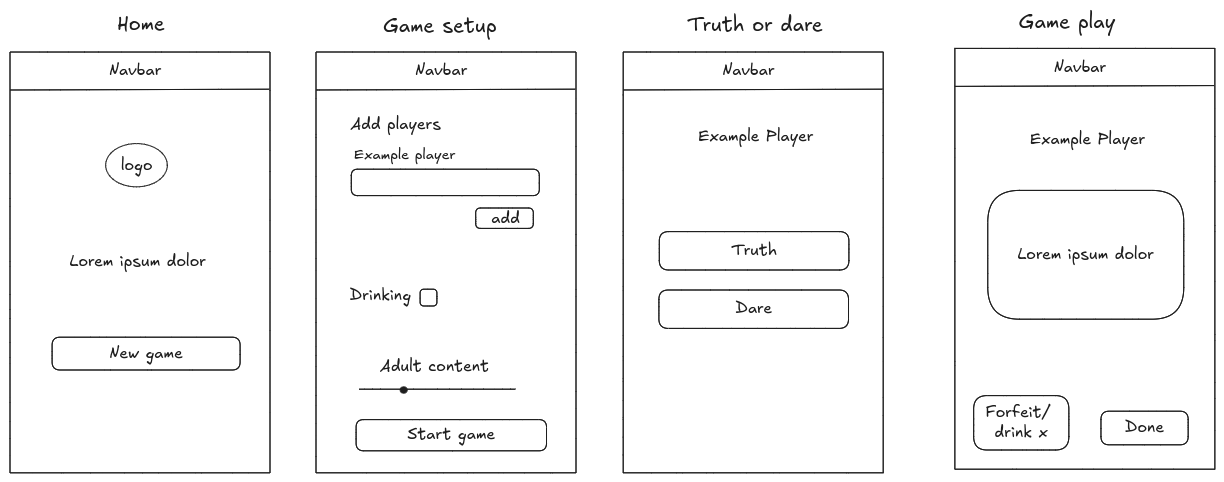 Home
Navbar
logo
Lorem ipsum dolor
New game
Game setup
Navbar
Add players
Example player
add
Drinking
Adult content
Start game
Truth or dare
Navbar
Example Player
Truth
Dare
Game play
Navbar
Example Player
Lorem ipsum dolor
Forfeit/
drink x
Done